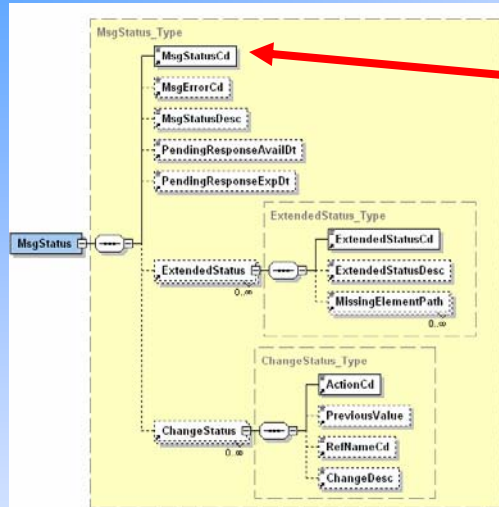 MsgStatus_Type
MsgStatusCd
MsgErrorCd
MsgStatusDesc
PendingResponseAvailDt
PendingResponseExpDt
MsgStatus
ExtendedStatus
0..∞
ExtendedStatus_Type
ExtendedStatusCd
ExtendedStatusDesc
MissingElementPath
0..∞
ChangeStatus
0..∞
ChangeStatus_Type
ActionCd
PreviousValue
RefNameCd
ChangeDesc